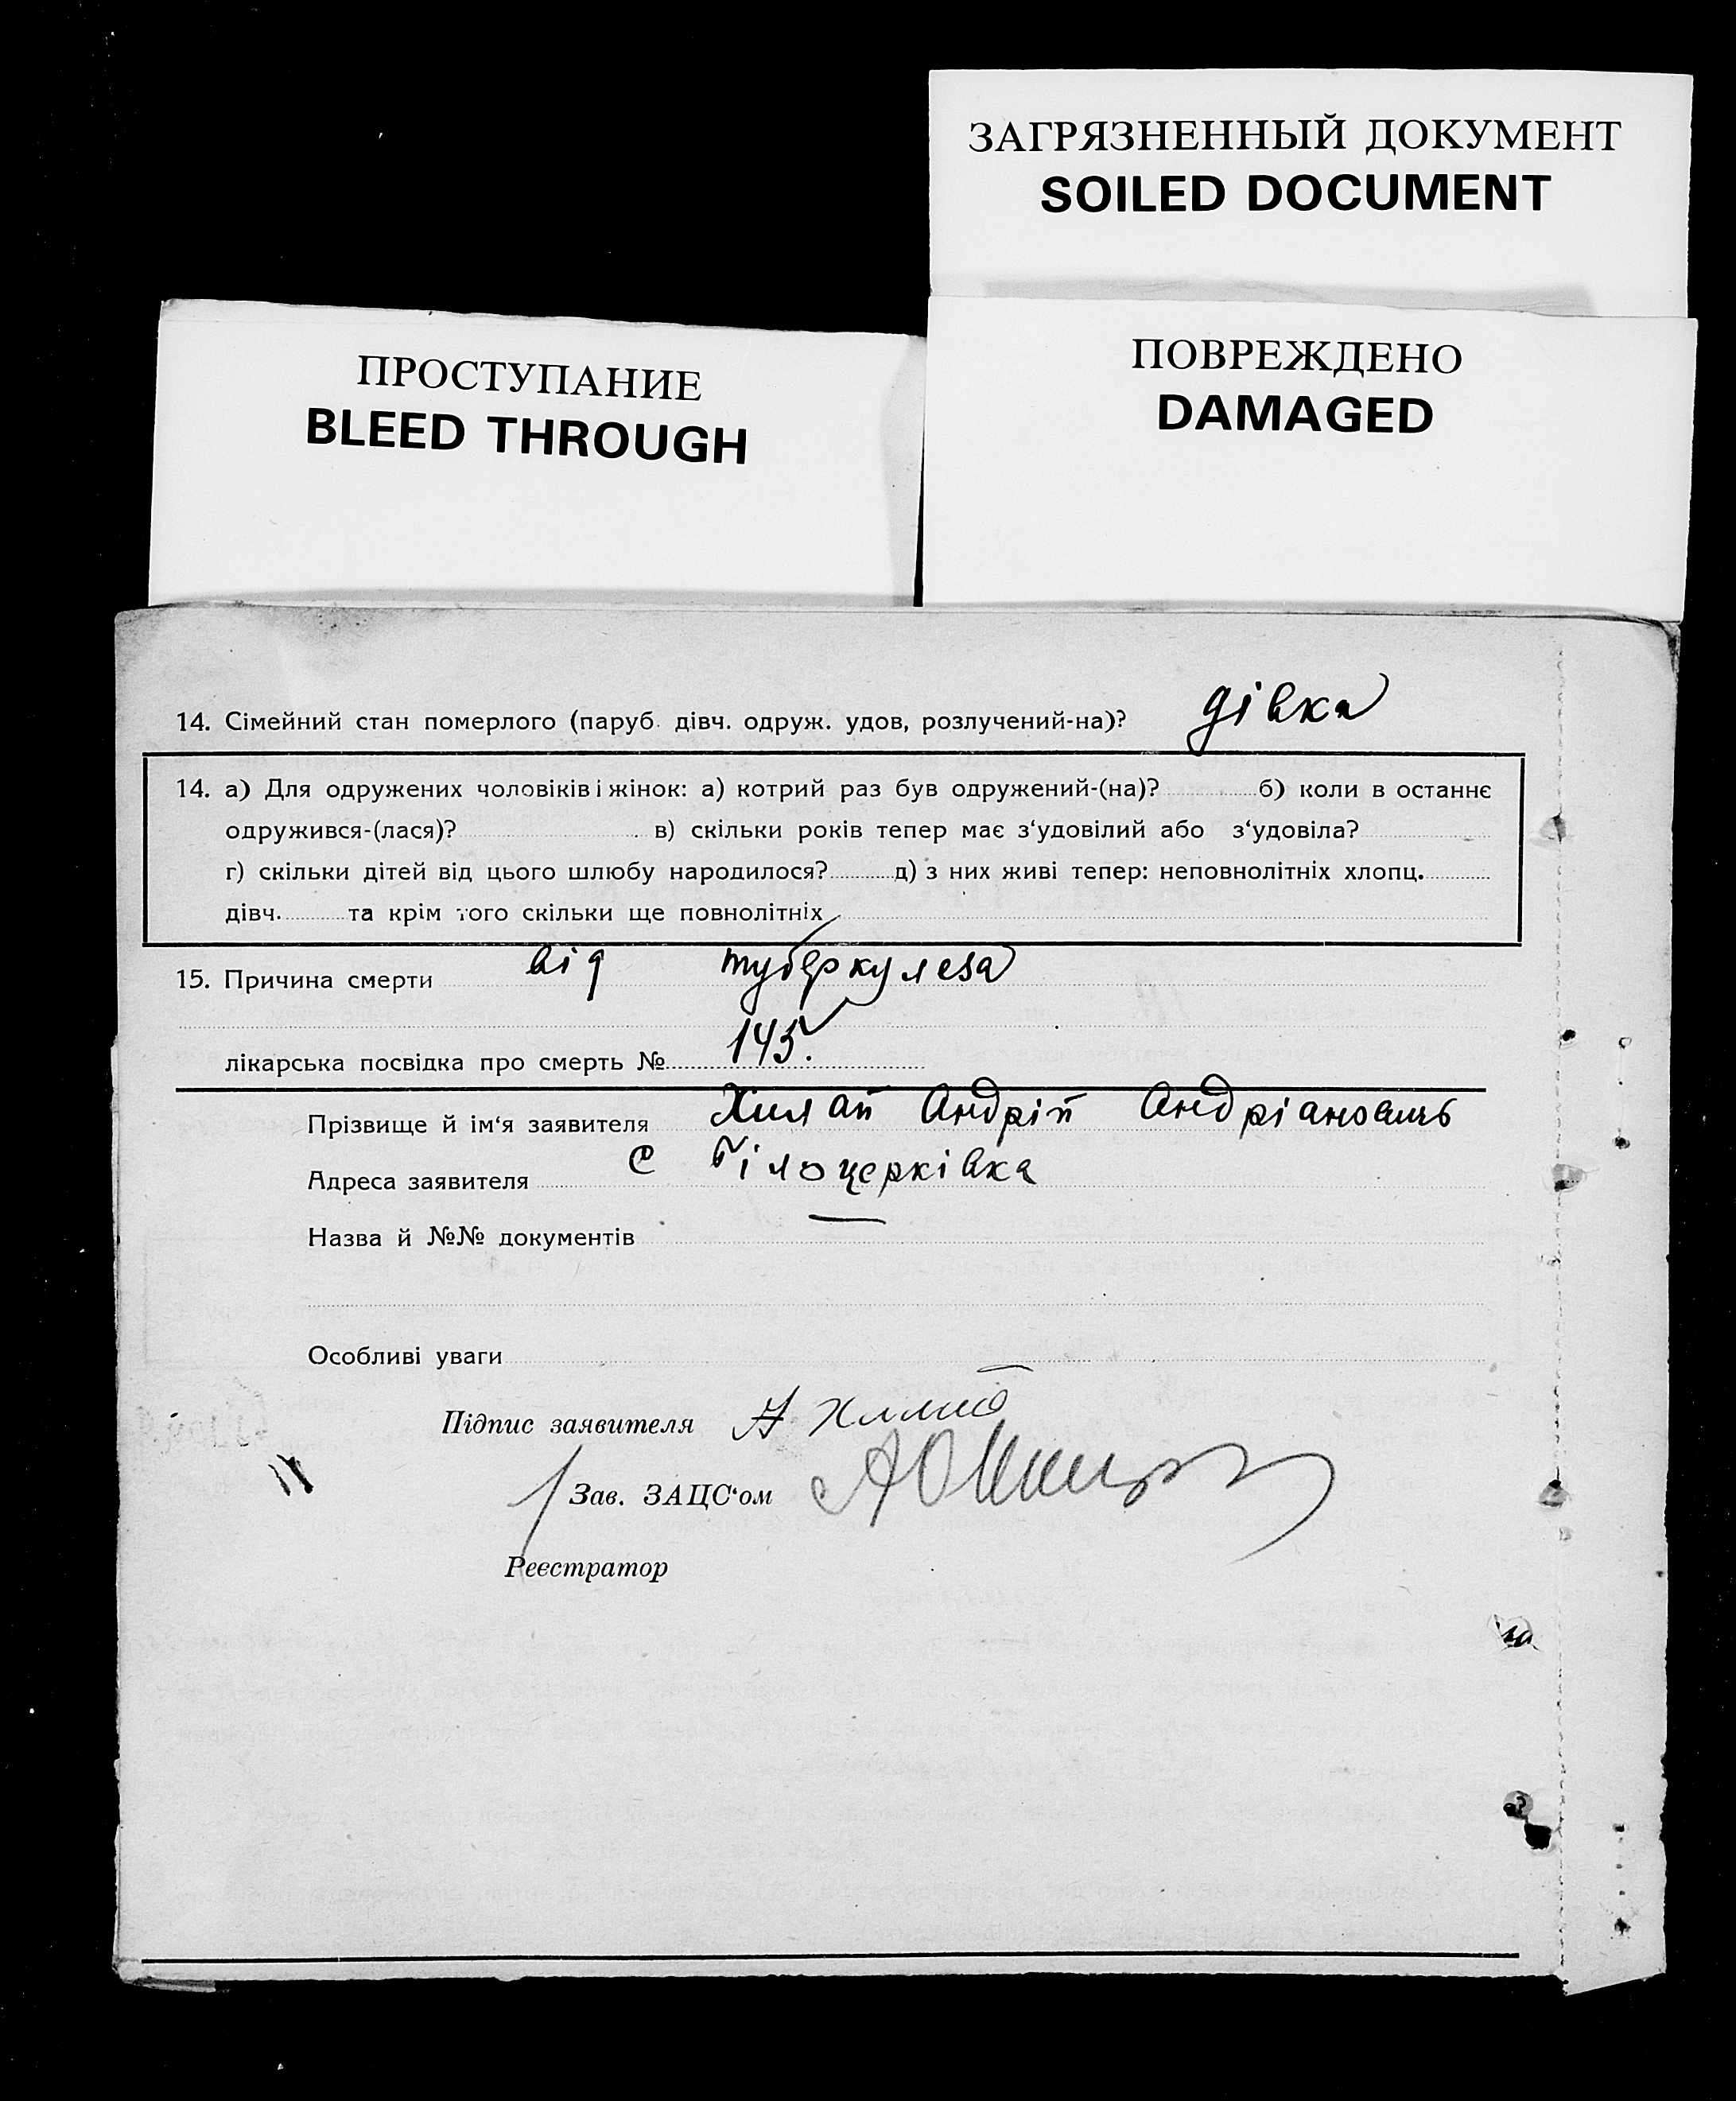 ЗАГРЯЗНЕННЫЙ ДОКУМЕНТ
SOILED DOCUMENT
ПРОСТУПАНИЕ
BLEED THROUGH
ПОВРЕЖДЕНО
DAMAGED
14. Сімейний стан померлого (паруб. дівч. одруж. удов, розлучений-на)? дівка
14. а) Для одружених чоловіків і жінок: а) котрий раз був одружений-(на)? б) коли в останнє
одружився-(лася)? в) скільки років тепер має з‘удовілий або з‘удовіла?
г) скільки дітей від цього шлюбу народилося? д) з них живі тепер: неповнолітніх хлопц.
дівч. та крім того скільки ще повнолітніх
15. Причина смерти від туберкулеза
лікарська посвідка про смерть № 145.
Прізвище й ім‘я заявителя Хилай Андрій Андріанович
Адреса заявителя С Білоцерківка
Назва й №№ документів —
Особливі уваги —
Підпис заявителя А
Зав. ЗАЦС‘ом
Реєстратор